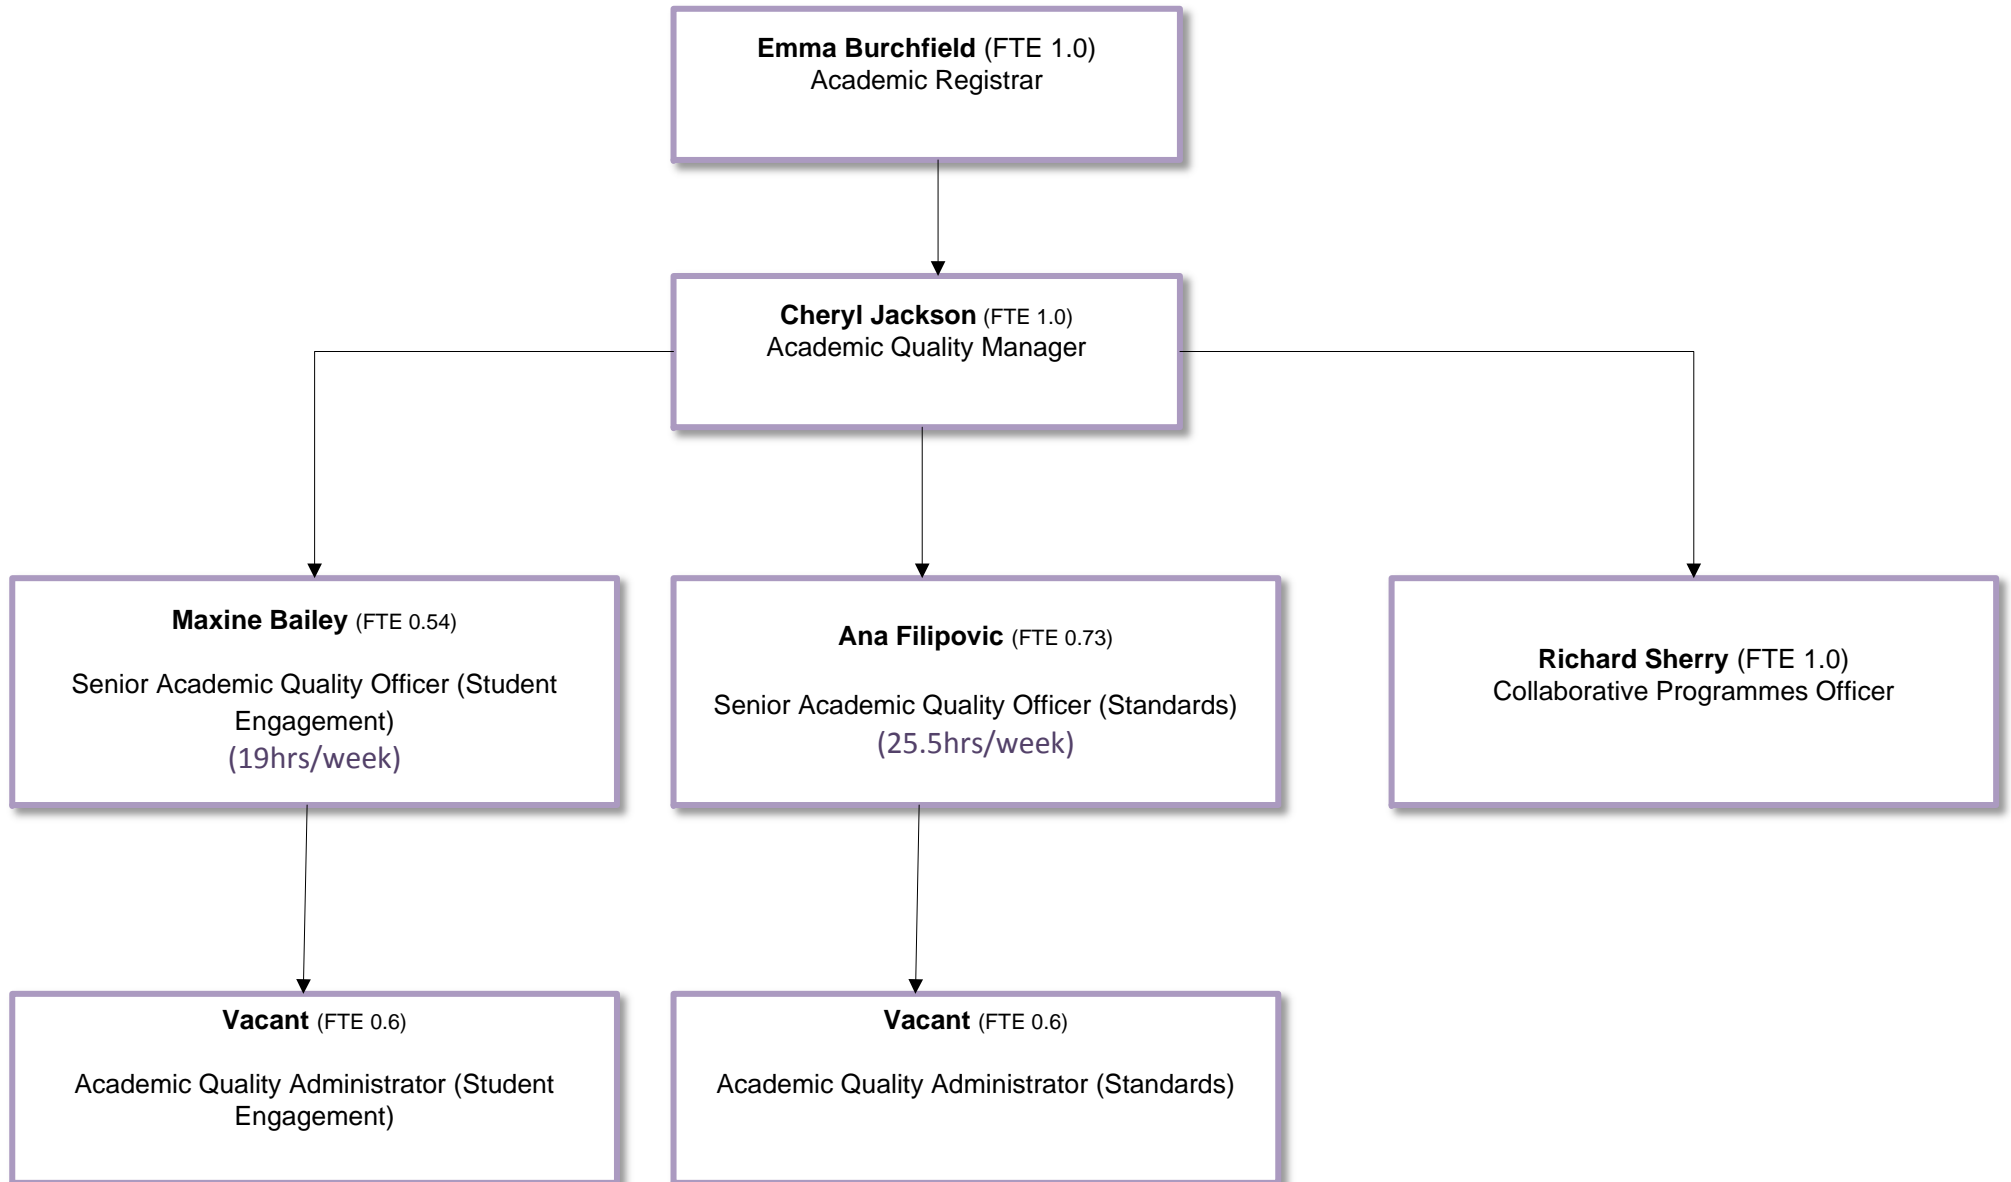 Emma Burchfield (FTE 1.0)
Academic Registrar
Cheryl Jackson (FTE 1.0)
Academic Quality Manager
Maxine Bailey (FTE 0.54)
Senior Academic Quality Officer (Student
Engagement)
(19hrs/week)
Ana Filipovic (FTE 0.73)
Senior Academic Quality Officer (Standards)
(25.5hrs/week)
Richard Sherry (FTE 1.0)
Collaborative Programmes Officer
Vacant (FTE 0.6)
Academic Quality Administrator (Student
Engagement)
Vacant (FTE 0.6)
Academic Quality Administrator (Standards)